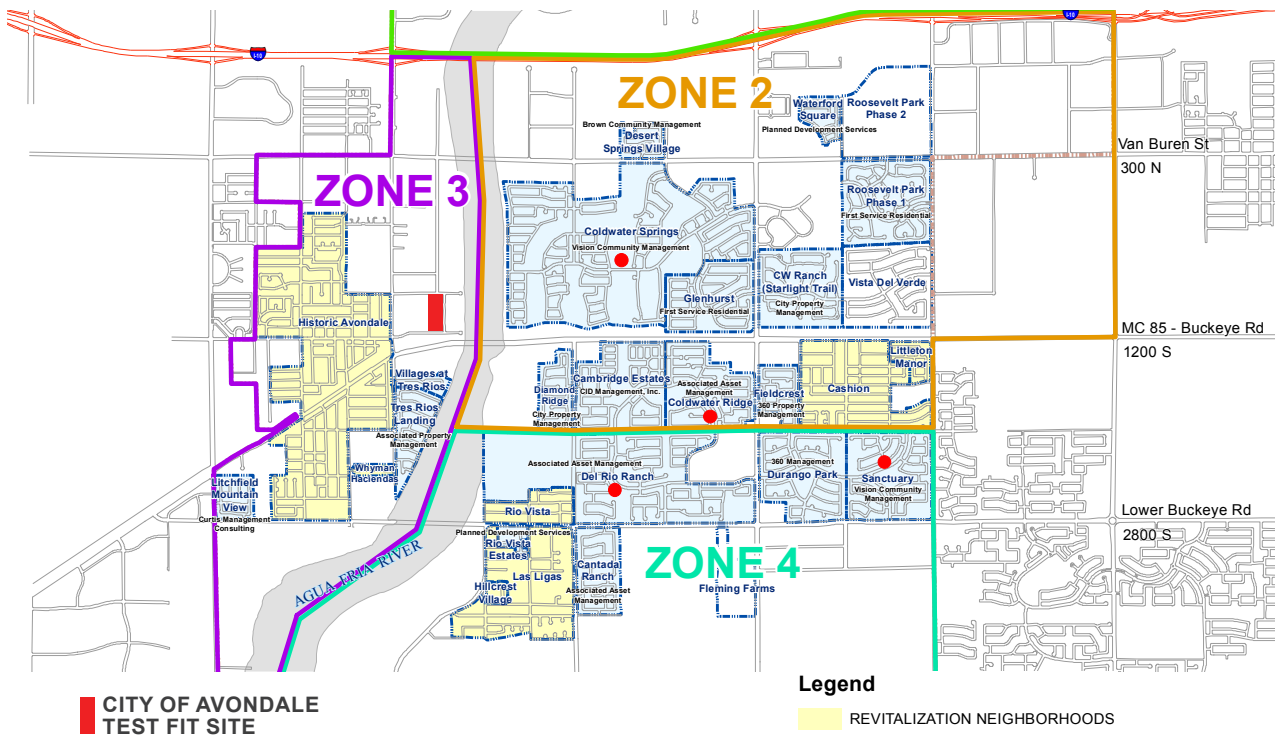 I-10
I-10
ZONE 2
Waterford
Square
Roosevelt Park
Phase 2
Brown Community Management
Planned Development Services
Desert
Springs Village
Van Buren St
300 N
ZONE 3
Roosevelt Park
Phase 1
First Service Residential
Coldwater Springs
Vision Community Management
CW Ranch
(Starlight Trail)
City Property
Management
Vista Del Verde
Glenhurst
First Service Residential
Historic Avondale
MC 85 - Buckeye Rd
1200 S
Littleton
Manor
Villages at
Tres Rios
Cambridge Estates
CID Management, Inc.
Associated Asset
Management
Coldwater Ridge
Diamond
Ridge
City Property
Management
Fieldcrest
360 Property
Management
Cashion
Tres Rios
Landing
Associated Property
Management
Whyman
Haciendas
Associated Asset Management
Del Rio Ranch
360 Management
Durango Park
Sanctuary
Vision Community
Management
Litchfield
Mountain
View
Curtis Management
Consulting
Rio Vista
Lower Buckeye Rd
2800 S
Planned Development Services
Rio Vista
Estates
Las Ligas
Hillcrest
Village
Cantada
Ranch
Associated Asset
Management
ZONE 4
Fleming Farms
AGUA FRIA RIVER
CITY OF AVONDALE
TEST FIT SITE
Legend
REVITALIZATION NEIGHBORHOODS